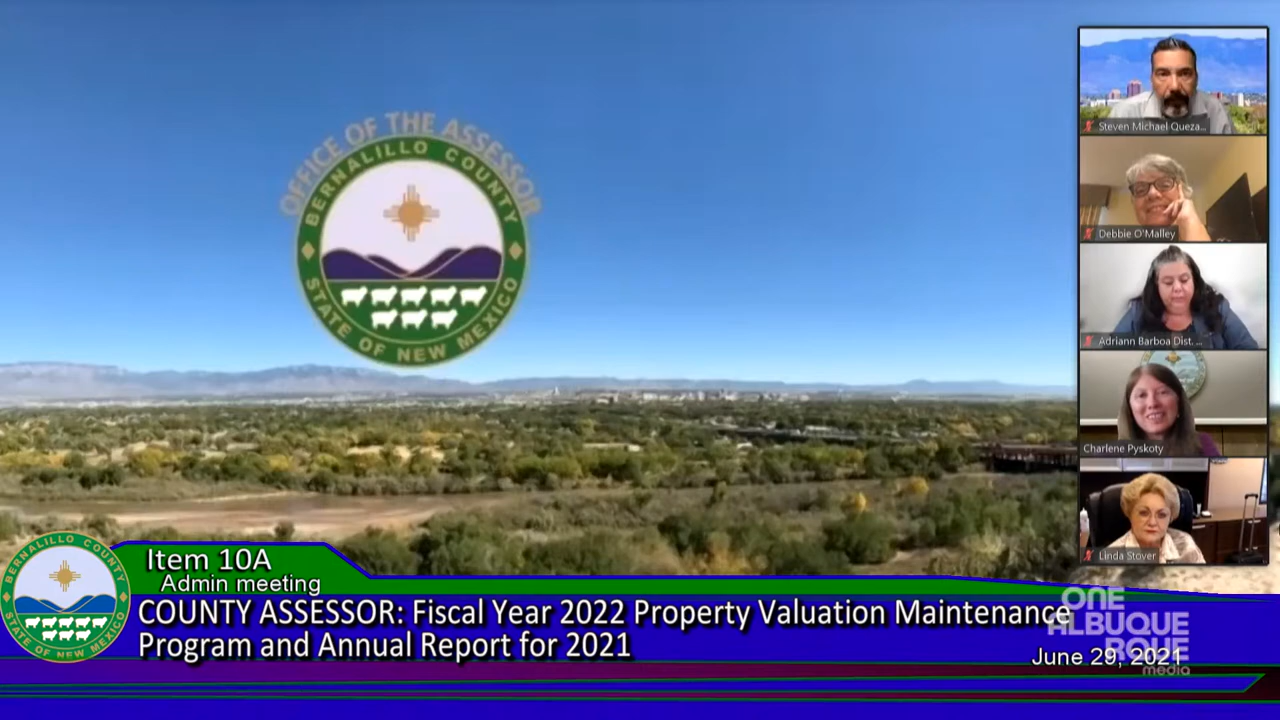 OFFICE OF THE ASSESSOR
BERNALILLO COUNTY
STATE OF NEW MEXICO
Steven Michael Queza...
Debbie O'Malley
Adriann Barboa Dist. ...
Charlene Pyskoty
Linda Stover
BERNALILLO COUNTY
STATE OF NEW MEXICO
Item 10A
Admin meeting
COUNTY ASSESSOR: Fiscal Year 2022 Property Valuation Maintenance
Program and Annual Report for 2021
ONE
ALBUQUE
RQUE
media
June 29, 2021